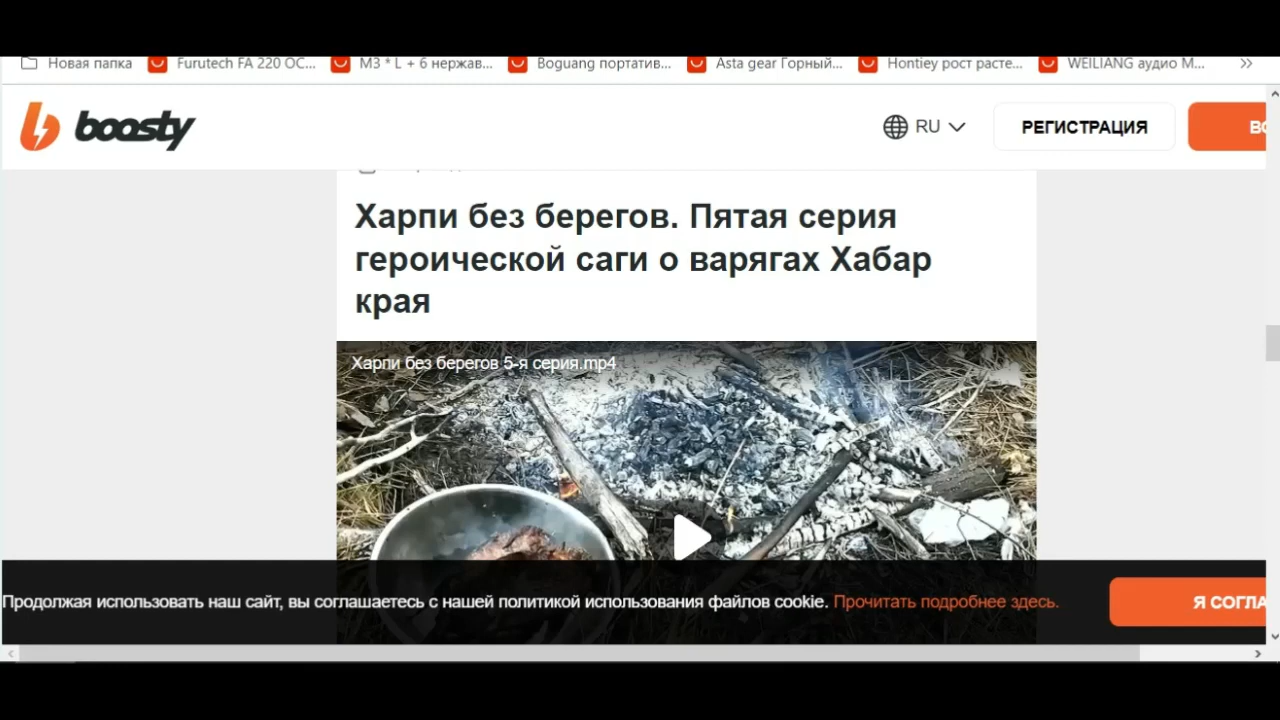 Новая папка
Furutech FA 220 OC...
M3 * L + 6 нержав...
Boguang портатив...
Asta gear Горный...
Hontiey рост расте...
WEILIANG аудио M...
boosty
RU
РЕГИСТРАЦИЯ
Харпи без берегов. Пятая серия
героической саги о варягах Хабар
края
Харпи без берегов 5-я серия.mp4
Продолжая использовать наш сайт, вы соглашаетесь с нашей политикой использования файлов cookie. Прочитать подробнее здесь.
Я СОГЛА